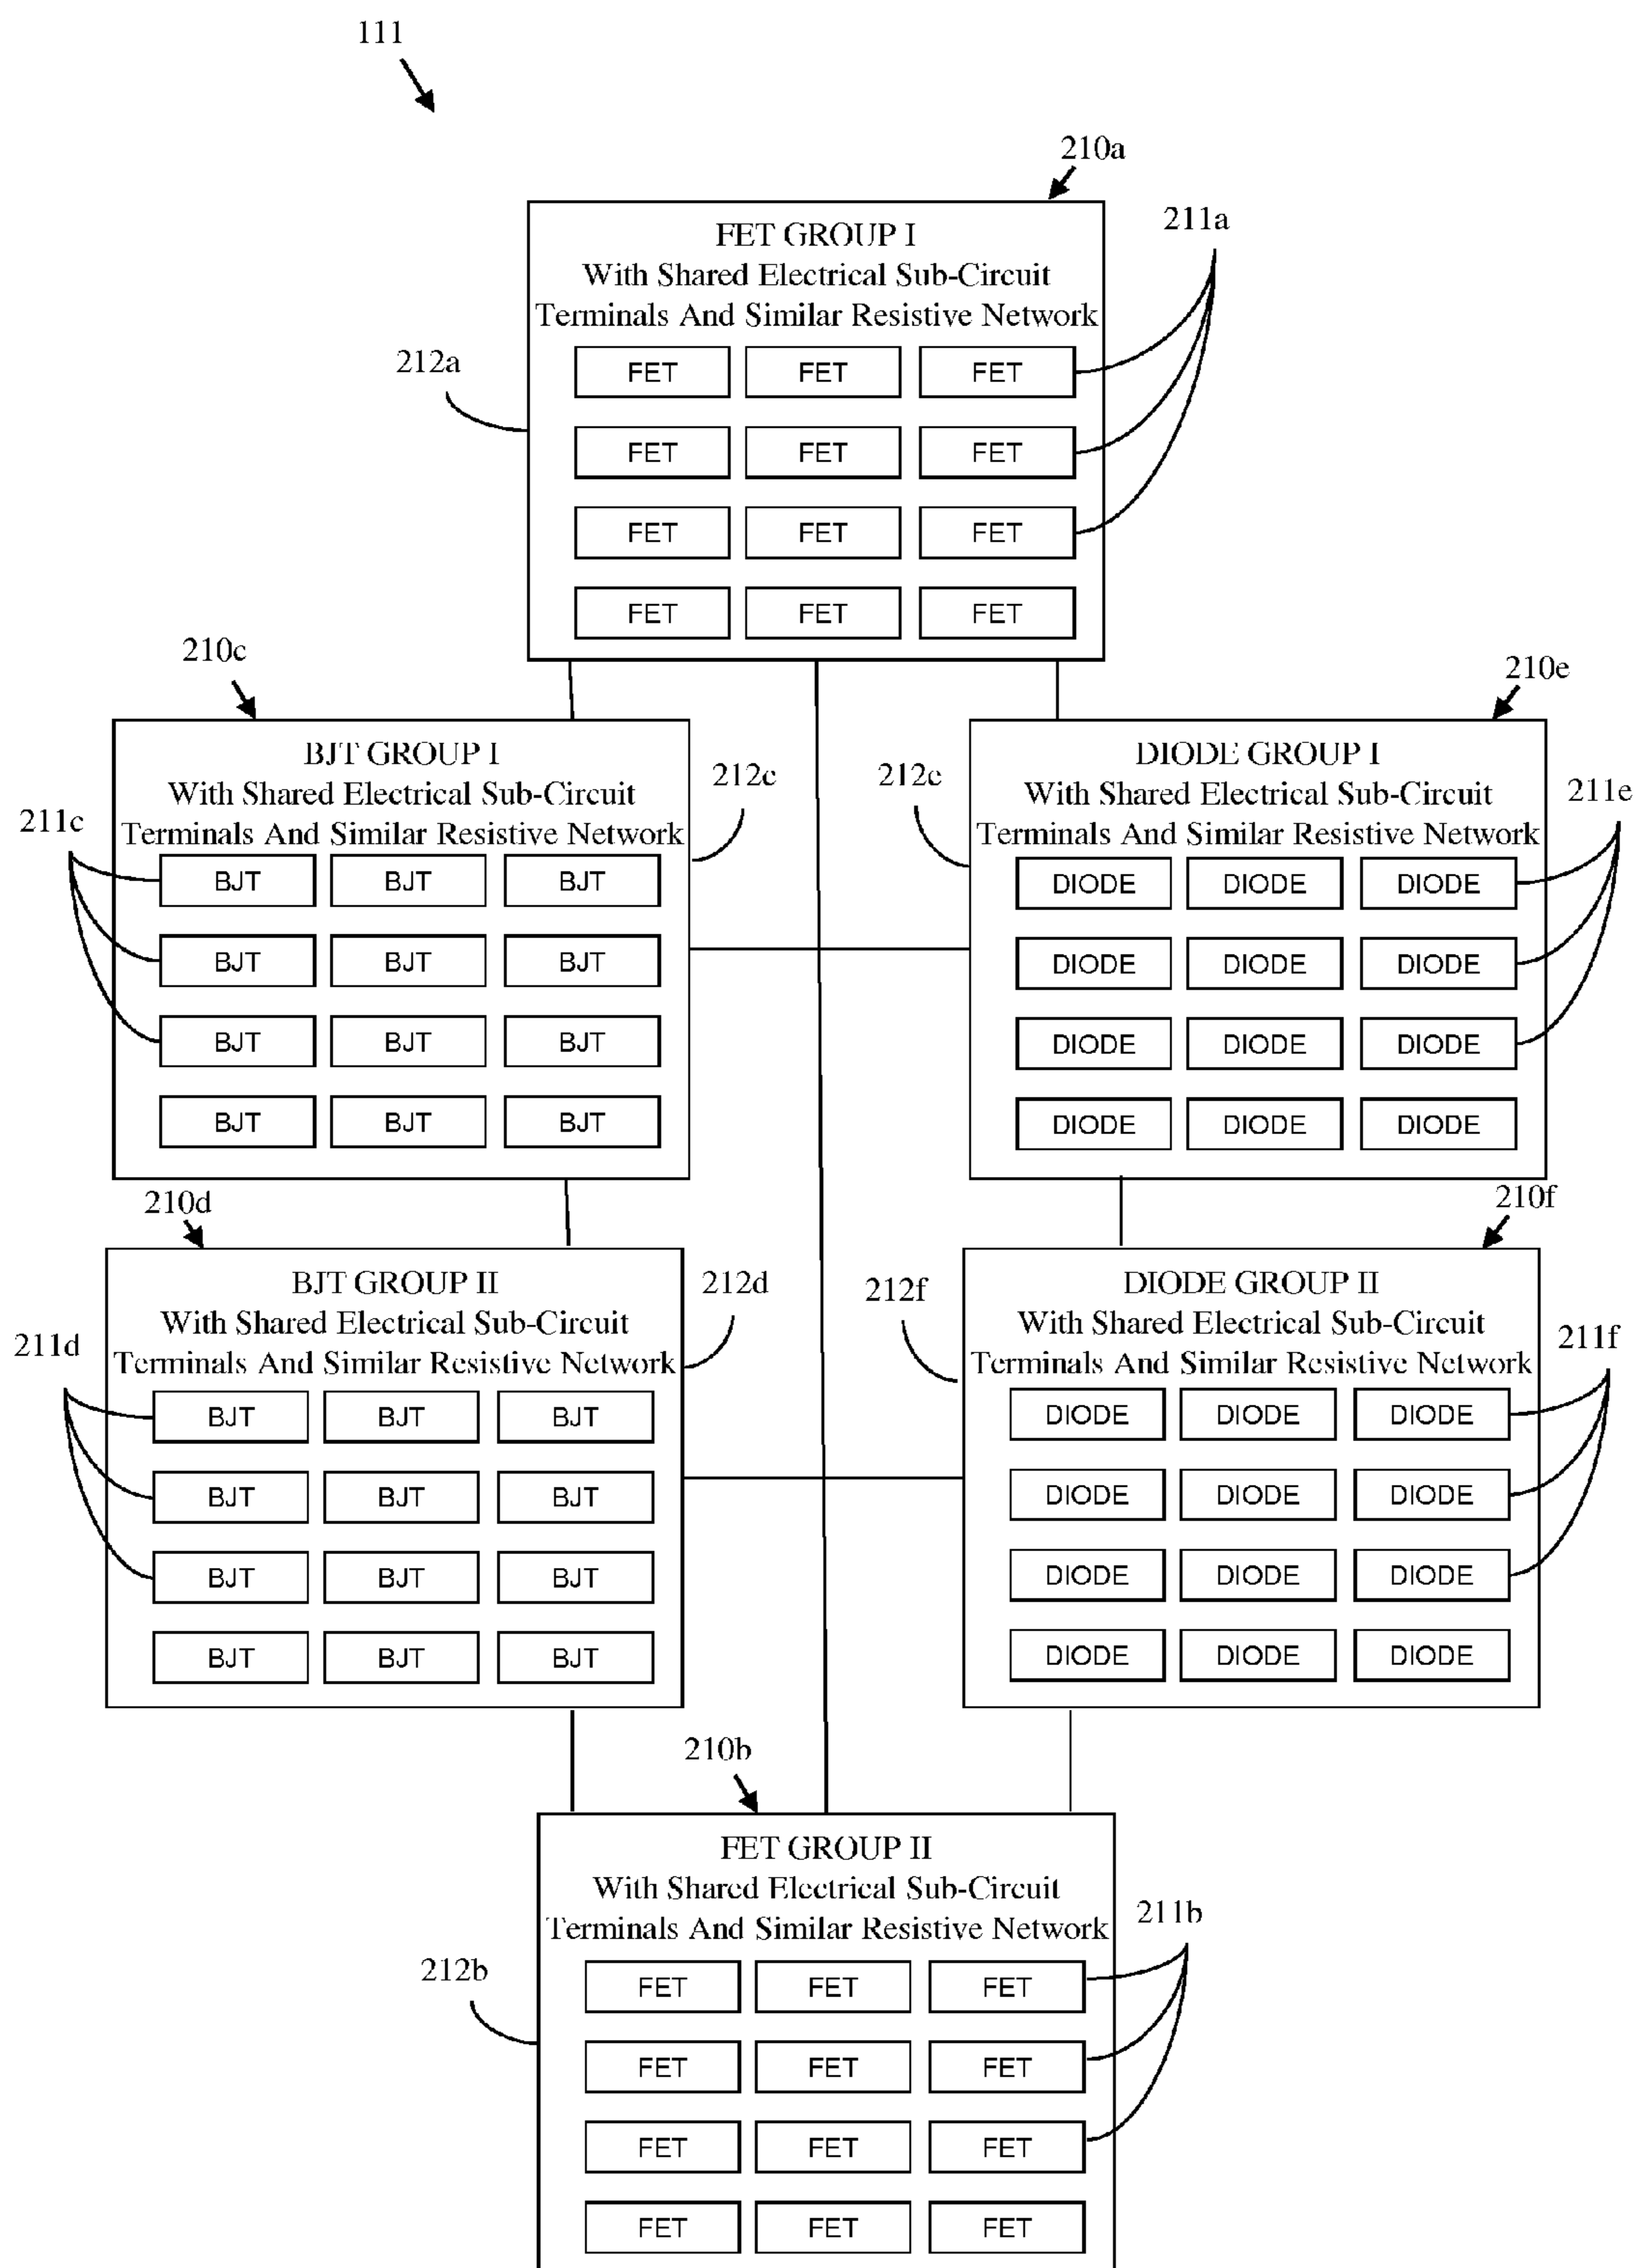 111
210a
FET GROUP I
With Shared Electrical Sub-Circuit
Terminals And Similar Resistive Network
211a
212a
FET FET FET
FET FET FET
FET FET FET
FET FET FET
210c
BJT GROUP I
With Shared Electrical Sub-Circuit
Terminals And Similar Resistive Network
211c
212c
BJT BJT BJT
BJT BJT BJT
BJT BJT BJT
BJT BJT BJT
210e
DIODE GROUP I
With Shared Electrical Sub-Circuit
Terminals And Similar Resistive Network
212e
211e
DIODE DIODE DIODE
DIODE DIODE DIODE
DIODE DIODE DIODE
DIODE DIODE DIODE
210d
BJT GROUP II
With Shared Electrical Sub-Circuit
Terminals And Similar Resistive Network
211d
212d
BJT BJT BJT
BJT BJT BJT
BJT BJT BJT
BJT BJT BJT
210f
DIODE GROUP II
With Shared Electrical Sub-Circuit
Terminals And Similar Resistive Network
212f
211f
DIODE DIODE DIODE
DIODE DIODE DIODE
DIODE DIODE DIODE
DIODE DIODE DIODE
210b
FET GROUP II
With Shared Electrical Sub-Circuit
Terminals And Similar Resistive Network
211b
212b
FET FET FET
FET FET FET
FET FET FET
FET FET FET